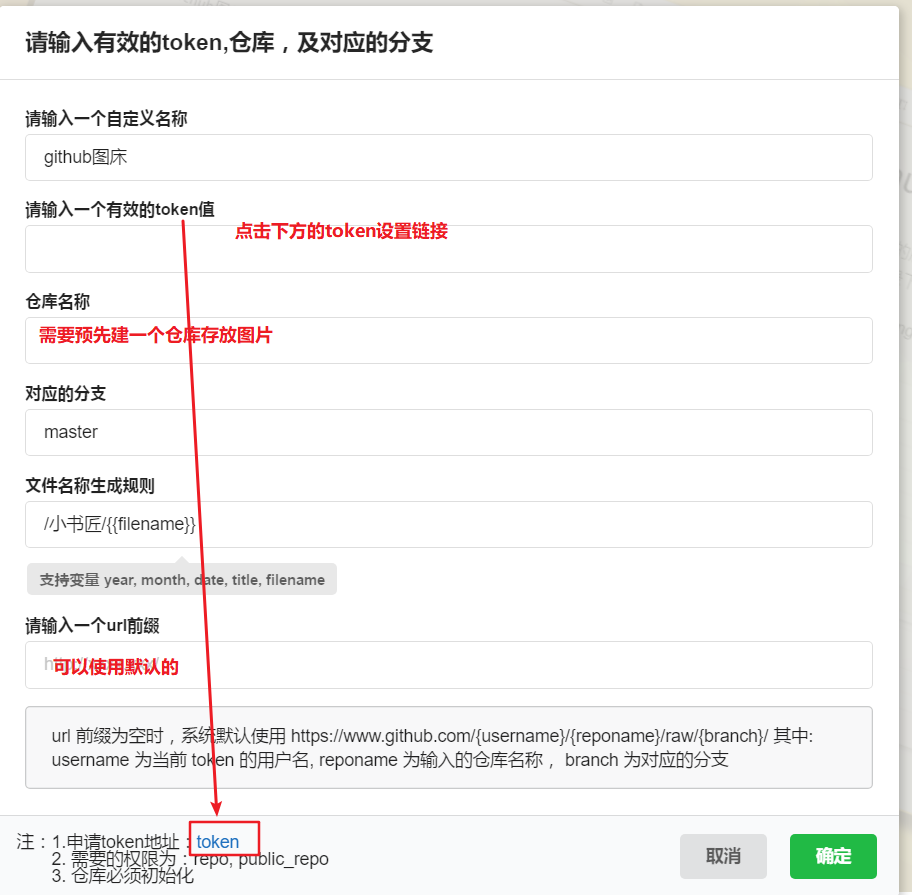 请输入有效的token,仓库，及对应的分支
请输入一个自定义名称
github图床
请输入一个有效的token值
点击下方的token设置链接
仓库名称
需要预先建一个仓库存放图片
对应的分支
master
文件名称生成规则
/小书匠/{{filename}}
支持变量 year, month, date, title, filename
请输入一个url前缀
可以使用默认的
url 前缀为空时，系统默认使用 https://www.github.com/{username}/{reponame}/raw/{branch}/ 其中:
username 为当前 token 的用户名, reponame 为输入的仓库名称， branch 为对应的分支
注：1.申请token地址：token
2. 需要的权限为：repo, public_repo
3. 仓库必须初始化
取消
确定